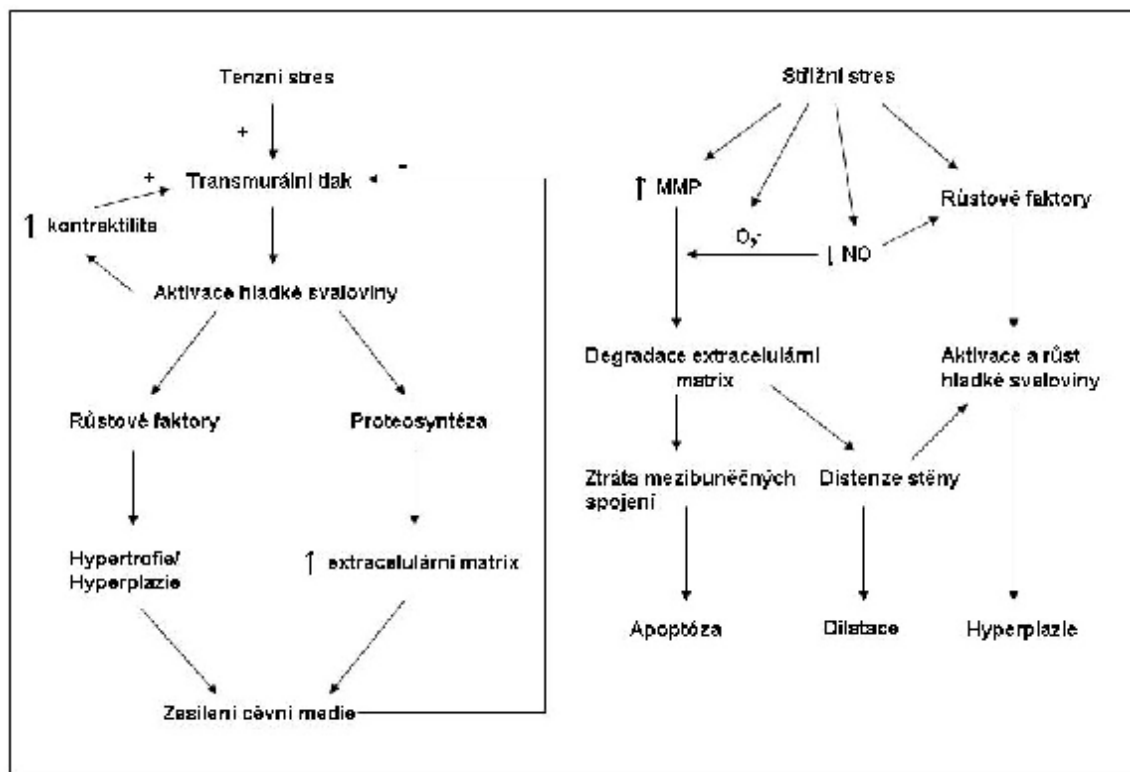 Tenzní stres
+
+
Transmurální tlak
-
↑ kontraktilita
Aktivace hladké svaloviny
Růstové faktory
Proteosyntéza
Hypertrofie/
Hyperplazie
↑ extracelulární matrix
Zesílení cévní medie
Střižní stres
↑ MMP
O₂-
↓ NO
Růstové faktory
Degradace extracelulární
matrix
Aktivace a růst
hladké svaloviny
Ztráta mezibuněčných
spojení
Distenze stěny
Apoptóza
Dilatace
Hyperplazie